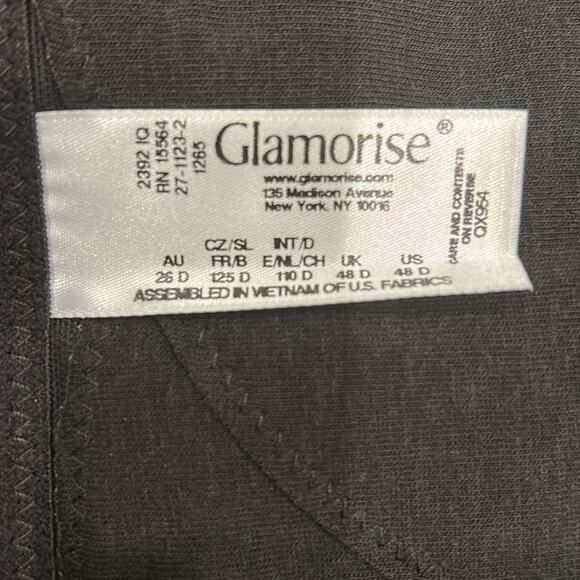 2392 IQ
RN 15564
27-1123-2
1265
Glamorise®
www.glamorise.com
135 Madison Avenue
New York, NY 10016
CARE AND CONTENTS
ON REVERSE
QX954
CZ/SL INT/D
AU FR/B E/NL/CH UK US
26 D 125 D 110 D 48 D 48 D
ASSEMBLED IN VIETNAM OF U.S. FABRICS